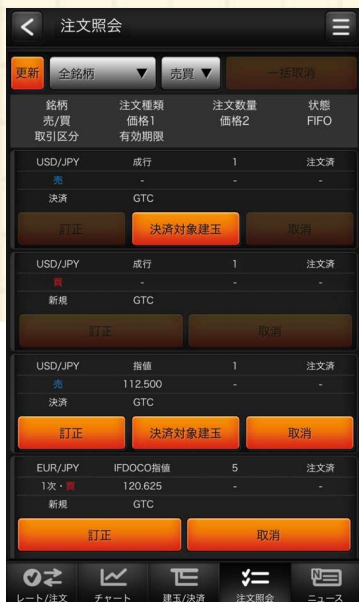 注文照会
更新 全銘柄 ▼ 売買 ▼ 一括取消
銘柄 注文種類 注文数量 状態
売/買 価格1 価格2 FIFO
取引区分 有効期限
USD/JPY 成行 1 注文済
売 - - -
決済 GTC
訂正 決済対象建玉 取消
USD/JPY 成行 1 注文済
買 - - -
新規 GTC
訂正 取消
USD/JPY 指値 1 注文済
売 112.500 - -
決済 GTC
訂正 決済対象建玉 取消
EUR/JPY IFDOCO指値 5 注文済
1次・買 120.625 - -
新規 GTC
訂正 取消
レート/注文 チャート 建玉/決済 注文照会 ニュース